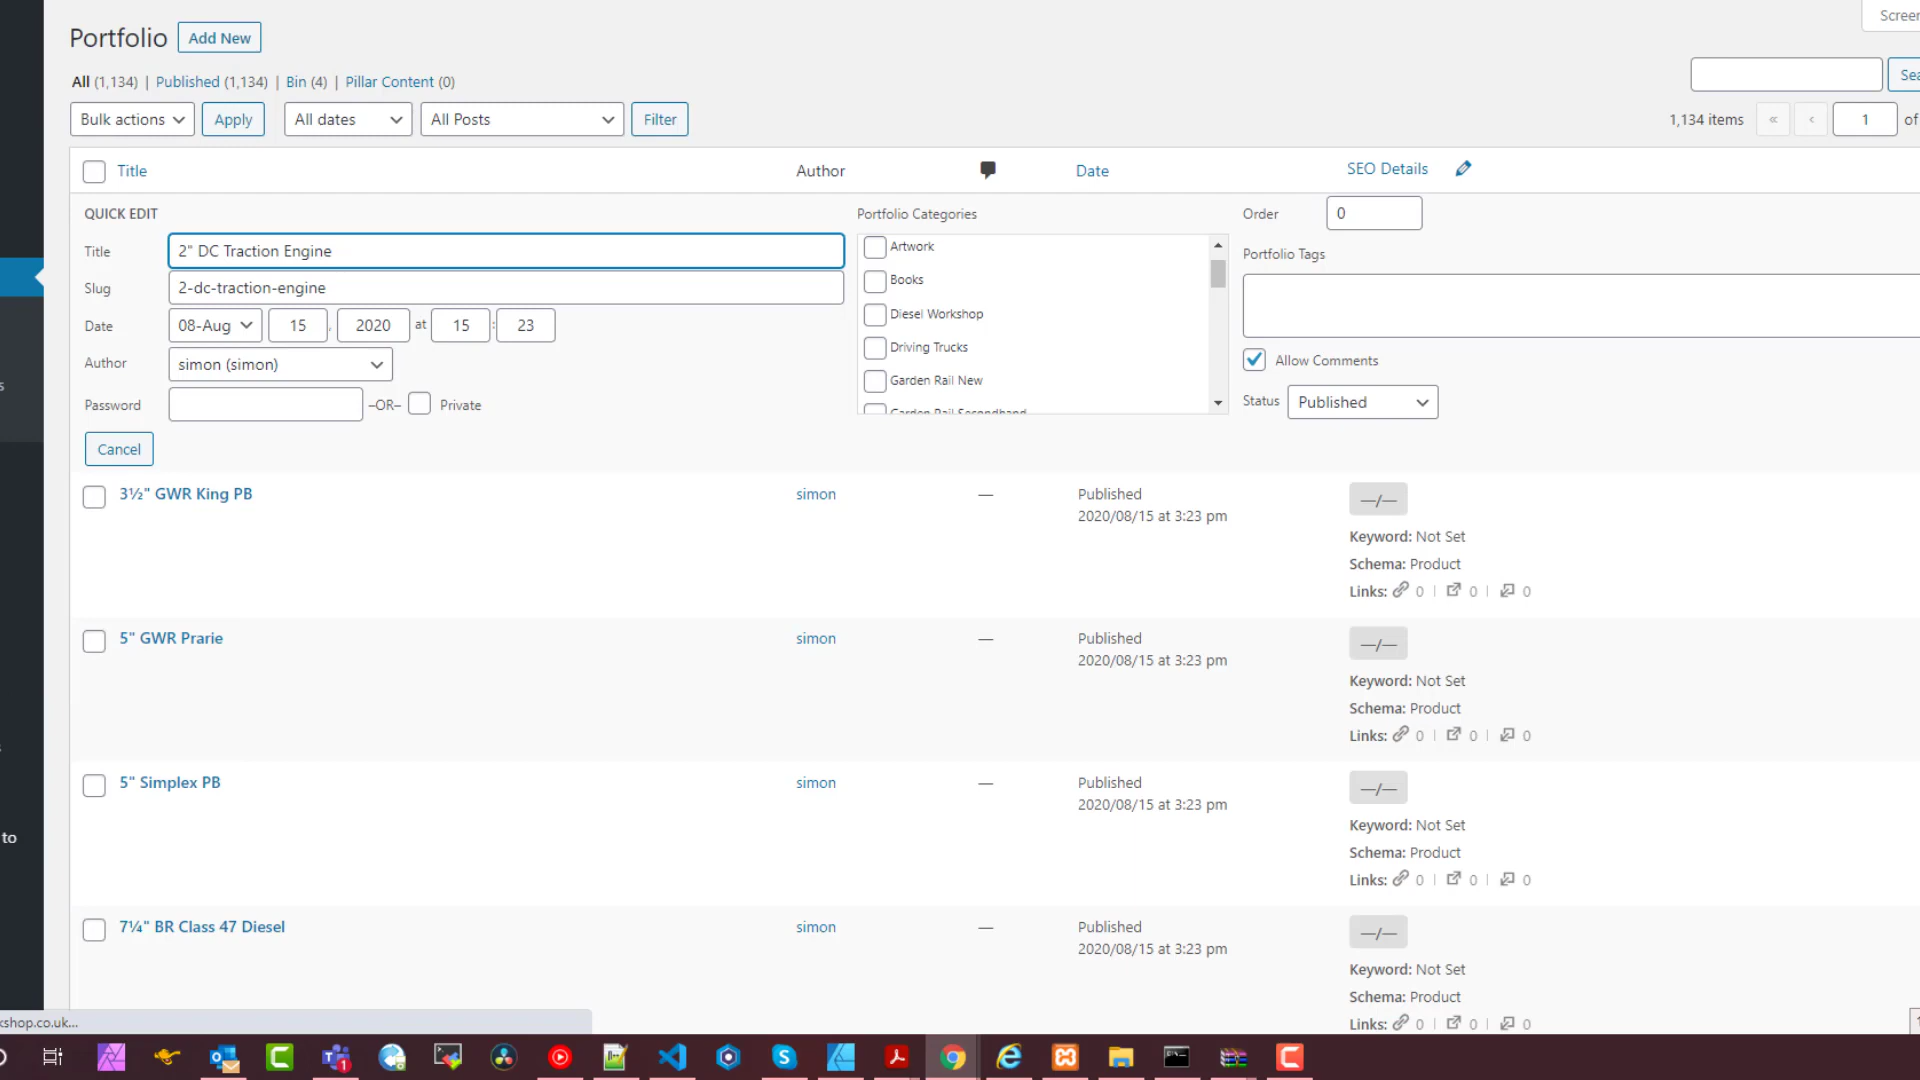 Portfolio Add New
Screen
All (1,134) | Published (1,134) | Bin (4) | Pillar Content (0)
Bulk actions Apply All dates All Posts Filter
1,134 items « ‹ 1 of
Title Author Date SEO Details
QUICK EDIT
Title 2" DC Traction Engine
Slug 2-dc-traction-engine
Date 08-Aug 15 , 2020 at 15 : 23
Author simon (simon)
Password –OR– Private
Cancel
Portfolio Categories
Artwork
Books
Diesel Workshop
Driving Trucks
Garden Rail New
Garden Rail Secondhand
Order 0
Portfolio Tags
Allow Comments
Status Published
3½" GWR King PB simon — Published —/—
2020/08/15 at 3:23 pm
Keyword: Not Set
Schema: Product
Links: 0 | 0 | 0
5" GWR Prarie simon — Published —/—
2020/08/15 at 3:23 pm
Keyword: Not Set
Schema: Product
Links: 0 | 0 | 0
5" Simplex PB simon — Published —/—
2020/08/15 at 3:23 pm
Keyword: Not Set
Schema: Product
Links: 0 | 0 | 0
7¼" BR Class 47 Diesel simon — Published —/—
2020/08/15 at 3:23 pm
Keyword: Not Set
Schema: Product
Links: 0 | 0 | 0
to
kshop.co.uk...